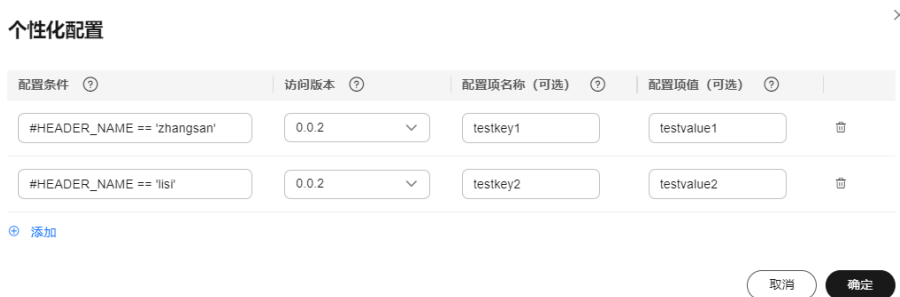 个性化配置
配置条件 访问版本 配置项名称（可选） 配置项值（可选）
#HEADER_NAME == 'zhangsan' 0.0.2 testkey1 testvalue1
#HEADER_NAME == 'lisi' 0.0.2 testkey2 testvalue2
添加
取消 确定